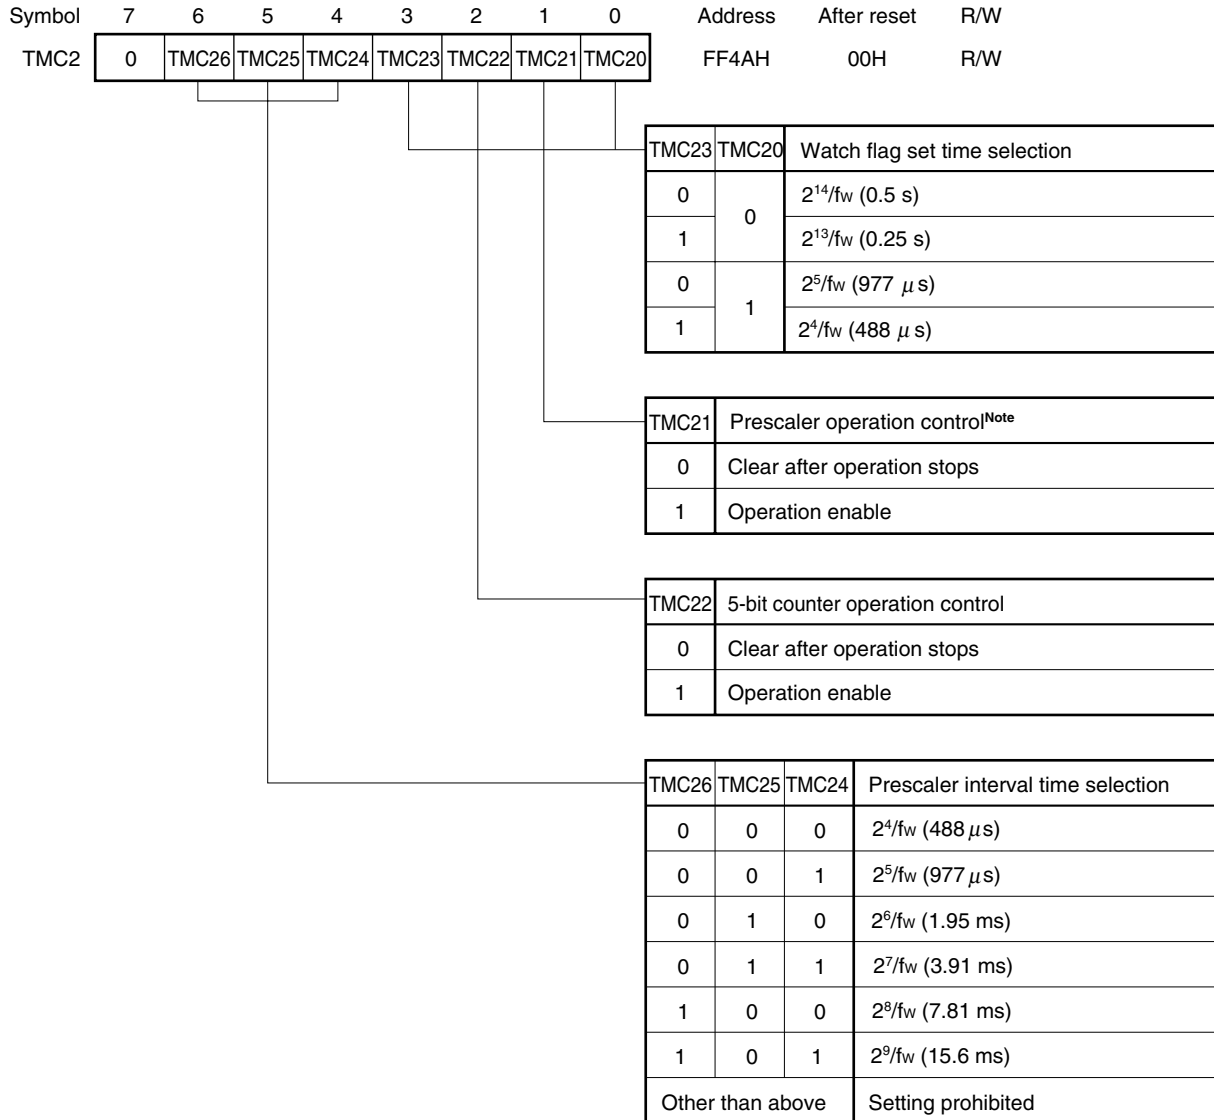 Symbol 7 6 5 4 3 2 1 0 Address After reset R/W
TMC2 0 TMC26 TMC25 TMC24 TMC23 TMC22 TMC21 TMC20 FF4AH 00H R/W
TMC23 TMC20 Watch flag set time selection
0 0 2¹⁴/fw (0.5 s)
1 2¹³/fw (0.25 s)
0 1 2⁵/fw (977 μs)
1 2⁴/fw (488 μs)
TMC21 Prescaler operation control Note
0 Clear after operation stops
1 Operation enable
TMC22 5-bit counter operation control
0 Clear after operation stops
1 Operation enable
TMC26 TMC25 TMC24 Prescaler interval time selection
0 0 0 2⁴/fw (488 μs)
0 0 1 2⁵/fw (977 μs)
0 1 0 2⁶/fw (1.95 ms)
0 1 1 2⁷/fw (3.91 ms)
1 0 0 2⁸/fw (7.81 ms)
1 0 1 2⁹/fw (15.6 ms)
Other than above Setting prohibited